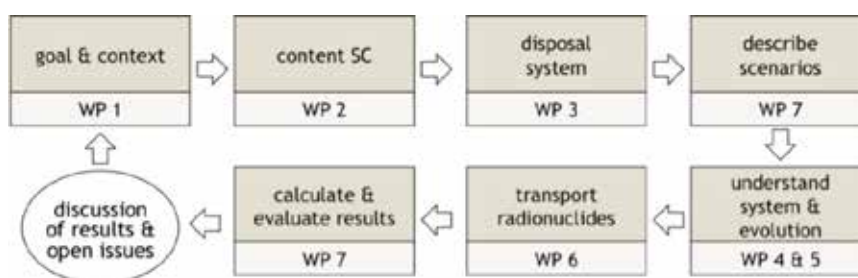 goal & context
WP 1
content SC
WP 2
disposal
system
WP 3
describe
scenarios
WP 7
understand
system &
evolution
WP 4 & 5
transport
radionuclides
WP 6
calculate &
evaluate results
WP 7
discussion
of results &
open issues